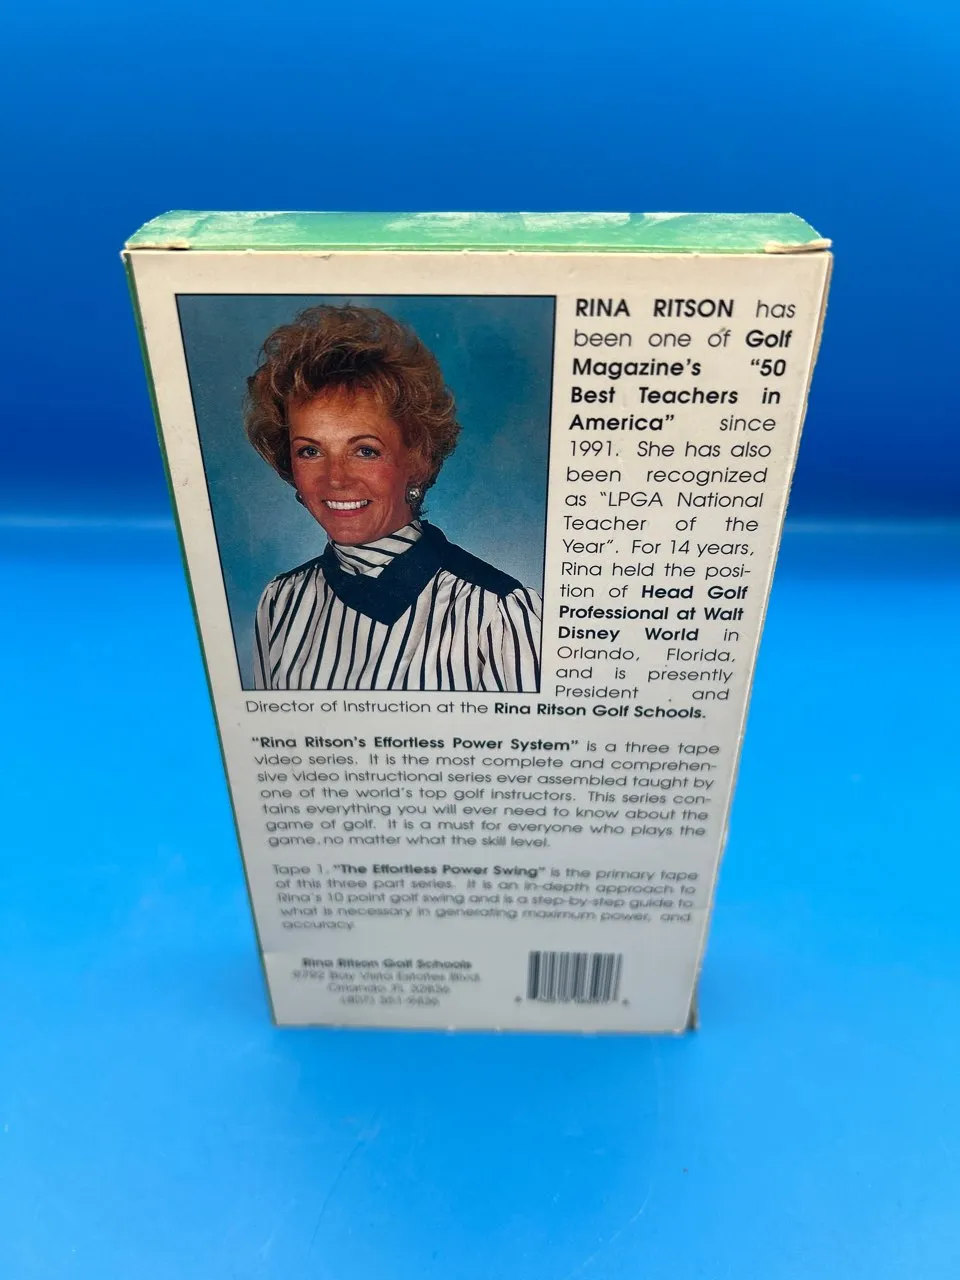 RINA RITSON has
been one of Golf
Magazine's "50
Best Teachers in
America" since
1991. She has also
been recognized
as "LPGA National
Teacher of the
Year". For 14 years,
Rina held the posi-
tion of Head Golf
Professional at Walt
Disney World in
Orlando, Florida,
and is presently
President and
Director of Instruction at the Rina Ritson Golf Schools.
"Rina Ritson's Effortless Power System" is a three tape
video series. It is the most complete and comprehen-
sive video instructional series ever assembled taught by
one of the world's top golf instructors. This series con-
tains everything you will ever need to know about the
game of golf. It is a must for everyone who plays the
game, no matter what the skill level.
Tape 1, "The Effortless Power Swing" is the primary tape
of this three part series. It is an in-depth approach to
Rina's 10 point golf swing and is a step-by-step guide to
what is necessary in generating maximum power, and
accuracy.
Rina Ritson Golf Schools
Bay Vista Estates Blvd.
Orlando, FL